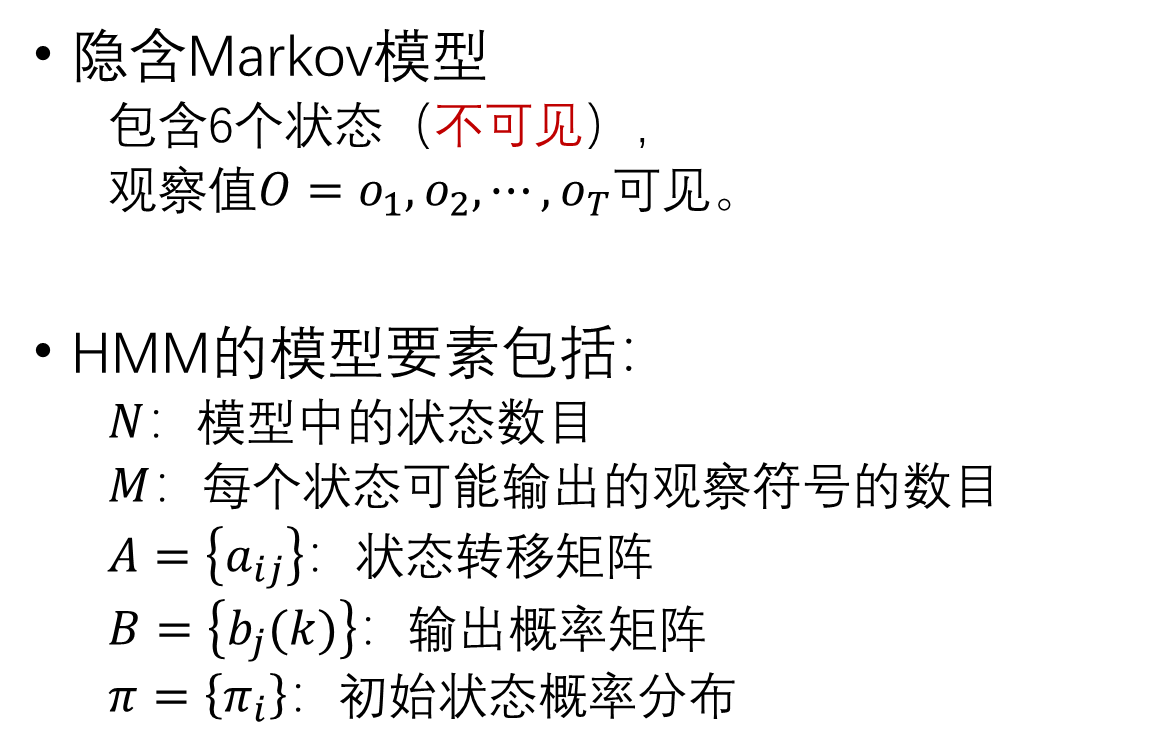 • 隐含Markov模型
包含6个状态（不可见）,
观察值O = o₁, o₂, ⋯ , o_T可见。
• HMM的模型要素包括：
N：模型中的状态数目
M：每个状态可能输出的观察符号的数目
A = {a_ij}：状态转移矩阵
B = {b_j(k)}：输出概率矩阵
π = {π_i}：初始状态概率分布